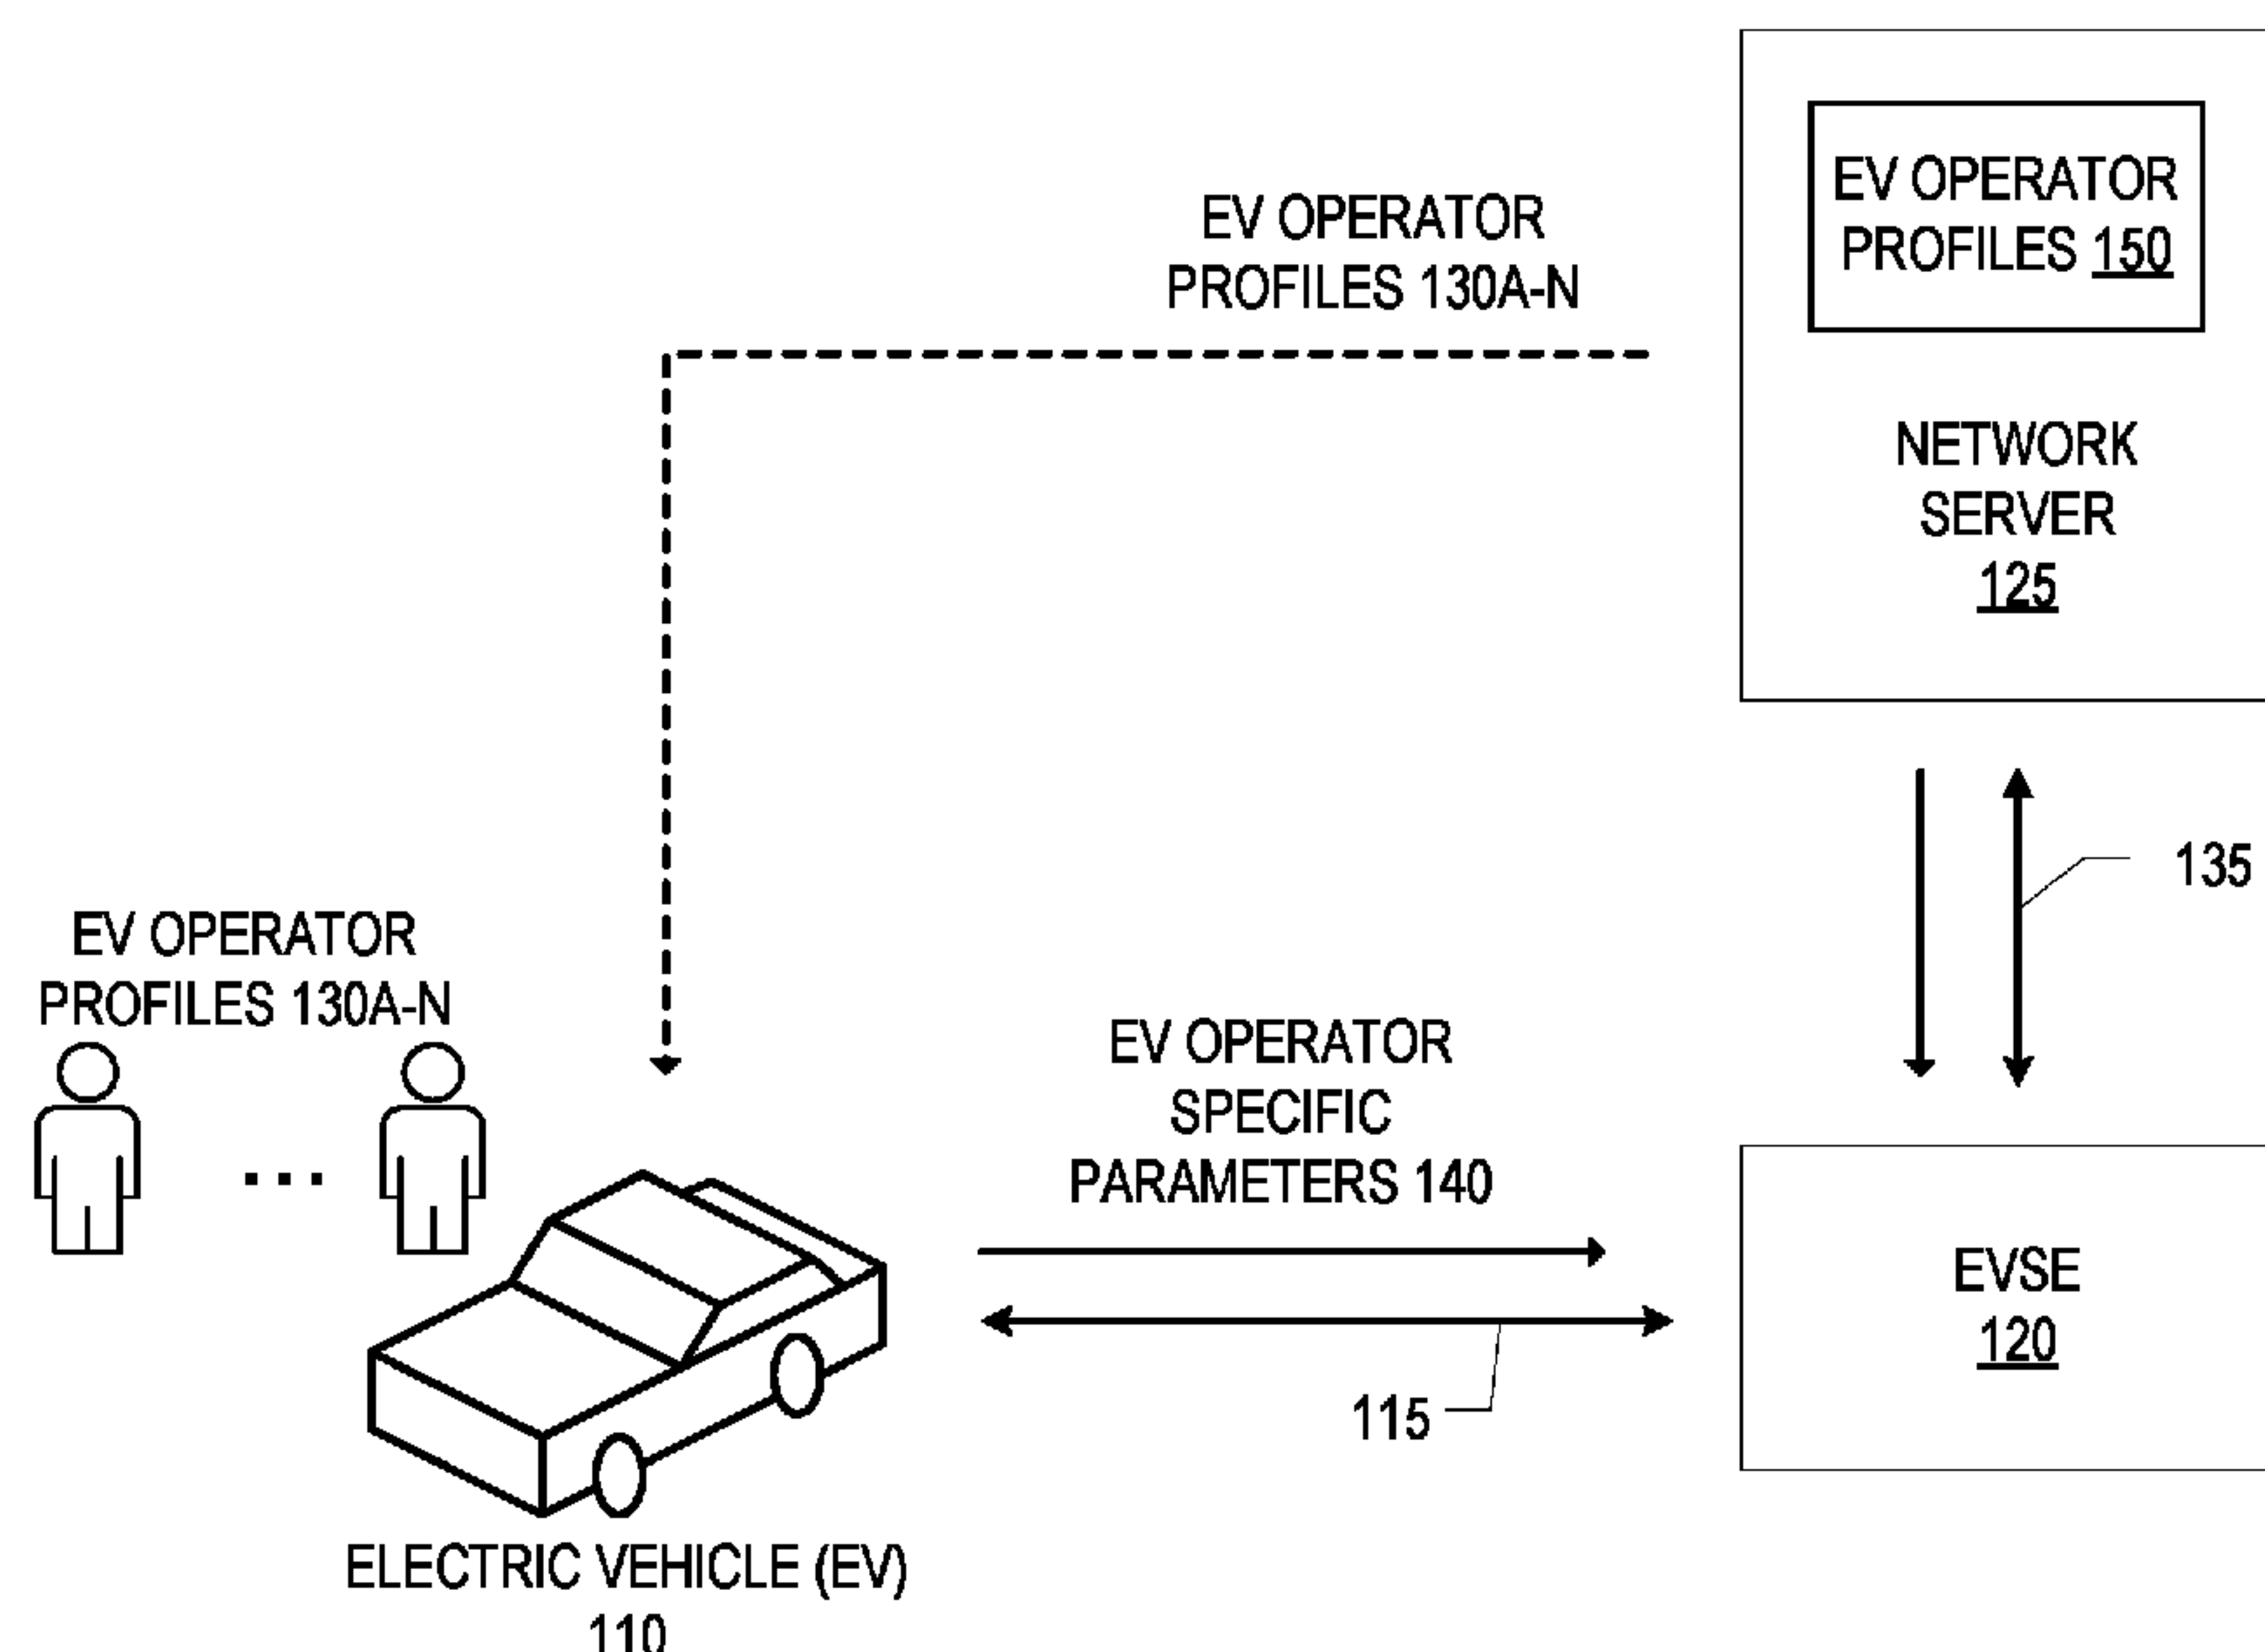 EV OPERATOR
PROFILES 150
EV OPERATOR
PROFILES 130A-N
NETWORK
SERVER
125
135
EV OPERATOR
PROFILES 130A-N
EV OPERATOR
SPECIFIC
PARAMETERS 140
...
EVSE
120
115
ELECTRIC VEHICLE (EV)
110